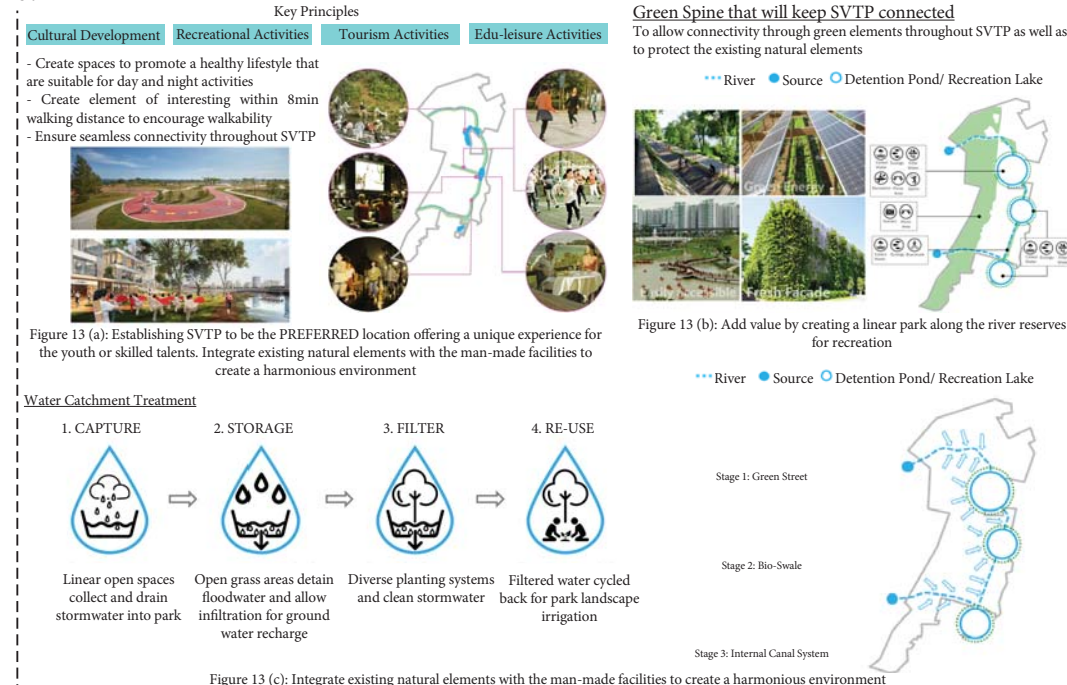 Key Principles
Cultural Development
Recreational Activities
Tourism Activities
Edu-leisure Activities
- Create spaces to promote a healthy lifestyle that
are suitable for day and night activities
- Create element of interesting within 8min
walking distance to encourage walkability
- Ensure seamless connectivity throughout SVTP
Figure 13 (a): Establishing SVTP to be the PREFERRED location offering a unique experience for
the youth or skilled talents. Integrate existing natural elements with the man-made facilities to
create a harmonious environment
Green Spine that will keep SVTP connected
To allow connectivity through green elements throughout SVTP as well as
to protect the existing natural elements
River
Source
Detention Pond/ Recreation Lake
Green Energy
Easily Accessible
Fresh Facade
Figure 13 (b): Add value by creating a linear park along the river reserves
for recreation
Water Catchment Treatment
1. CAPTURE
2. STORAGE
3. FILTER
4. RE-USE
Linear open spaces
collect and drain
stormwater into park
Open grass areas detain
floodwater and allow
infiltration for ground
water recharge
Diverse planting systems
and clean stormwater
Filtered water cycled
back for park landscape
irrigation
River
Source
Detention Pond/ Recreation Lake
Stage 1: Green Street
Stage 2: Bio-Swale
Stage 3: Internal Canal System
Figure 13 (c): Integrate existing natural elements with the man-made facilities to create a harmonious environment